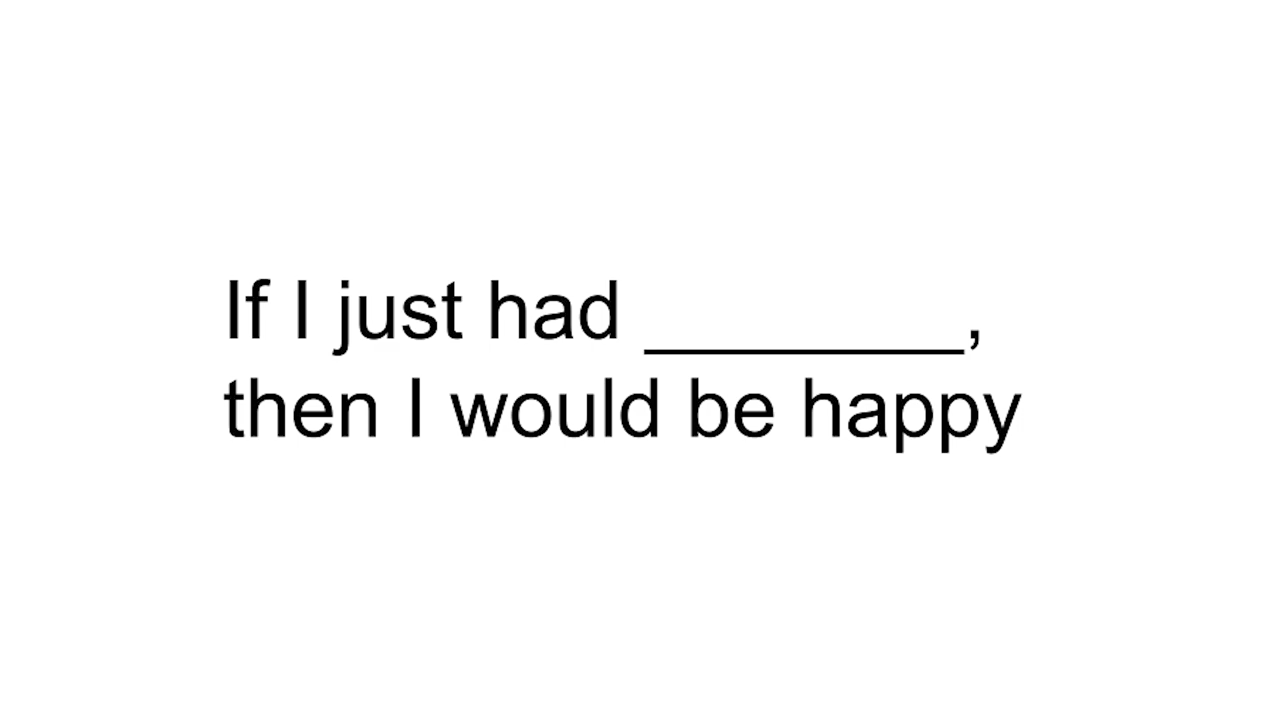 If I just had ________,
then I would be happy